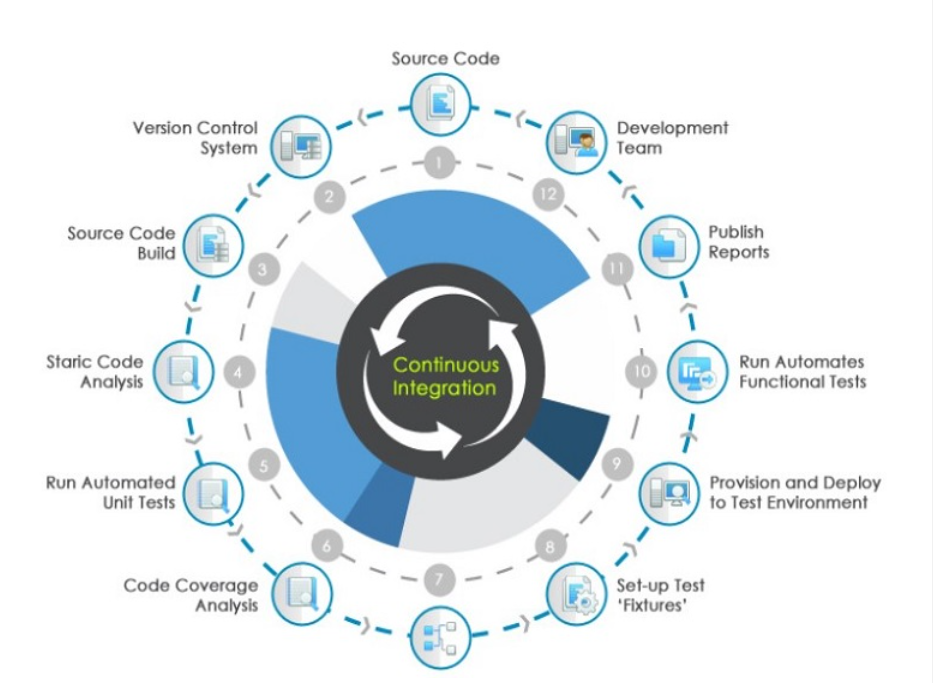 Source Code
Version Control
System
Source Code
Build
Staric Code
Analysis
Run Automated
Unit Tests
Code Coverage
Analysis
Set-up Test
‘Fixtures’
Provision and Deploy
to Test Environment
Run Automates
Functional Tests
Publish
Reports
Development
Team
1
2
3
4
5
6
7
8
9
10
11
12
Continuous
Integration